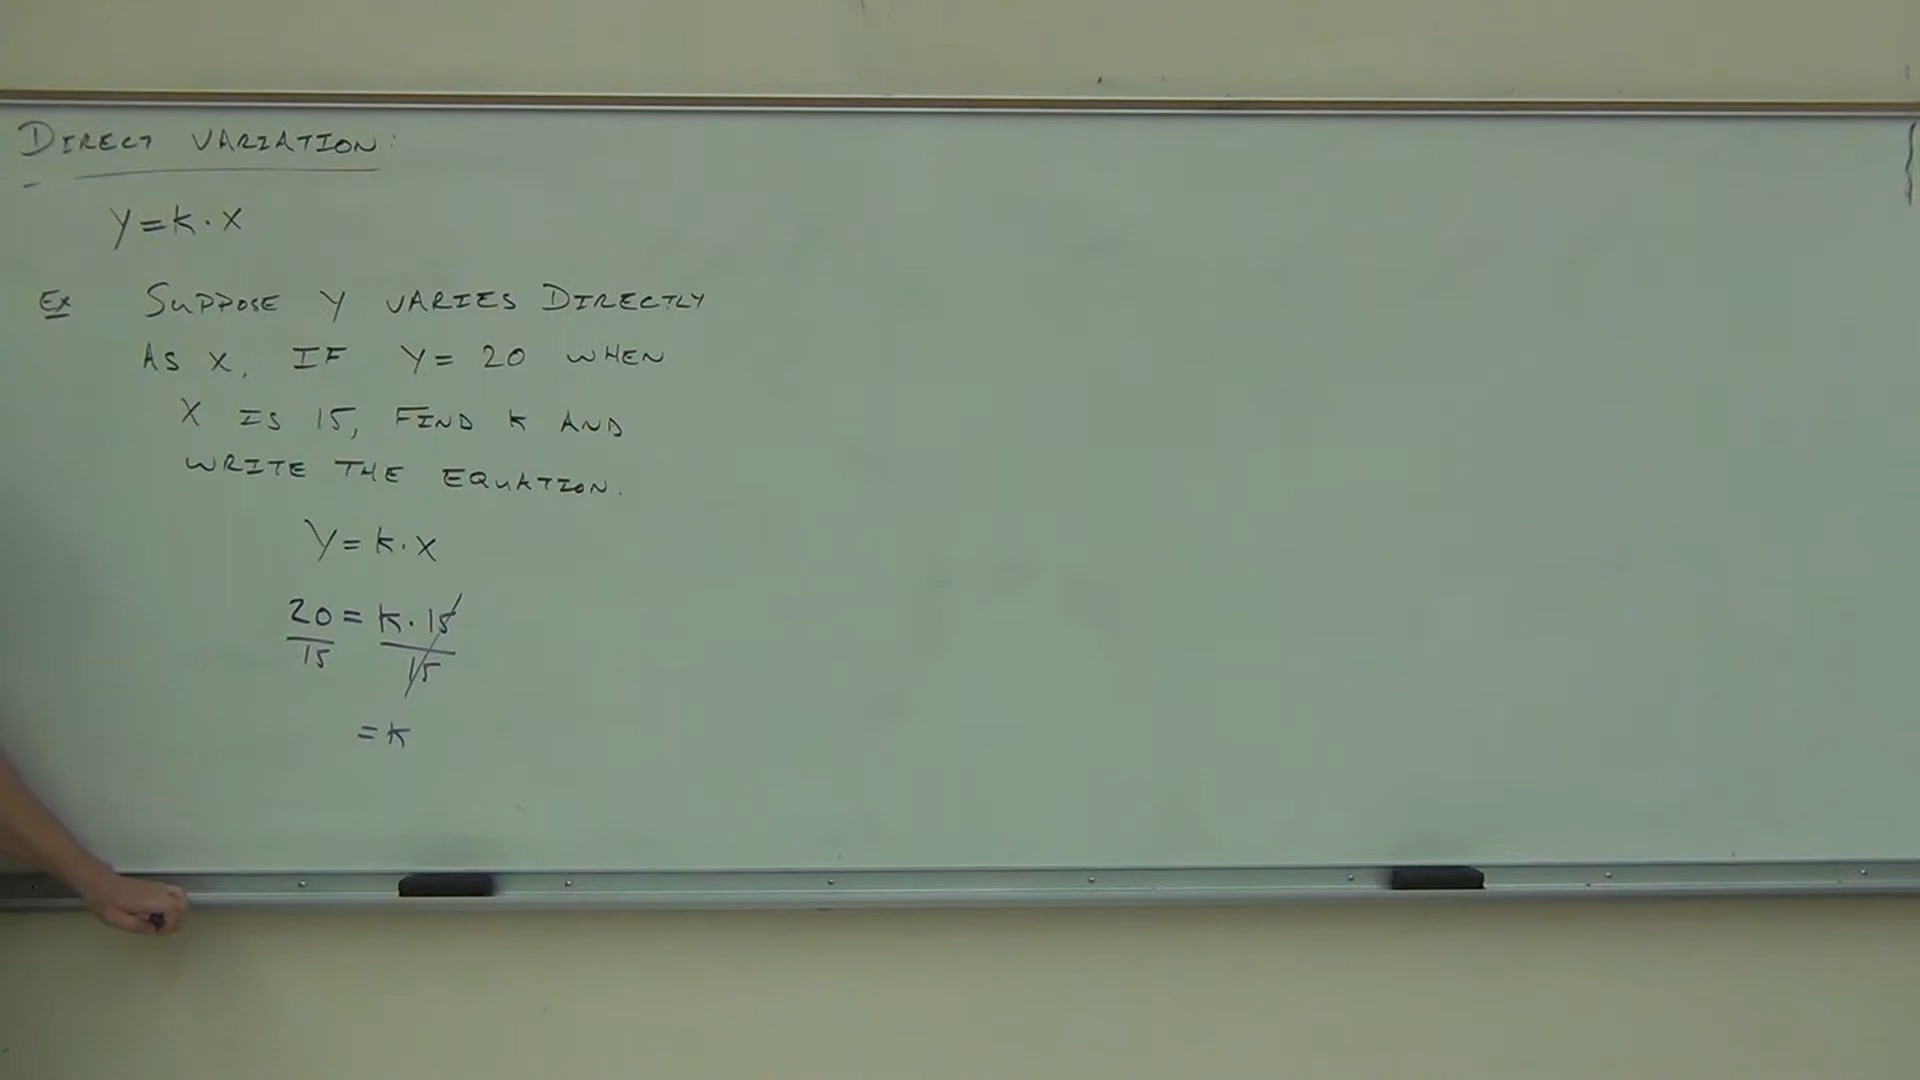 DIRECT VARIATION:
Y=K·X
Ex SUPPOSE Y VARIES DIRECTLY
AS X, IF Y= 20 WHEN
X IS 15, FIND K AND
WRITE THE EQUATION.
Y=K·X
20 = K·15
15 15
=K